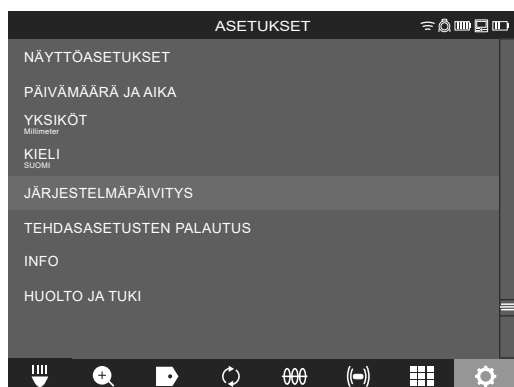 ASETUKSET
NÄYTTÖASETUKSET
PÄIVÄMÄÄRÄ JA AIKA
YKSIKÖT
Millimeter
KIELI
SUOMI
JÄRJESTELMÄPÄIVITYS
TEHDASASETUSTEN PALAUTUS
INFO
HUOLTO JA TUKI